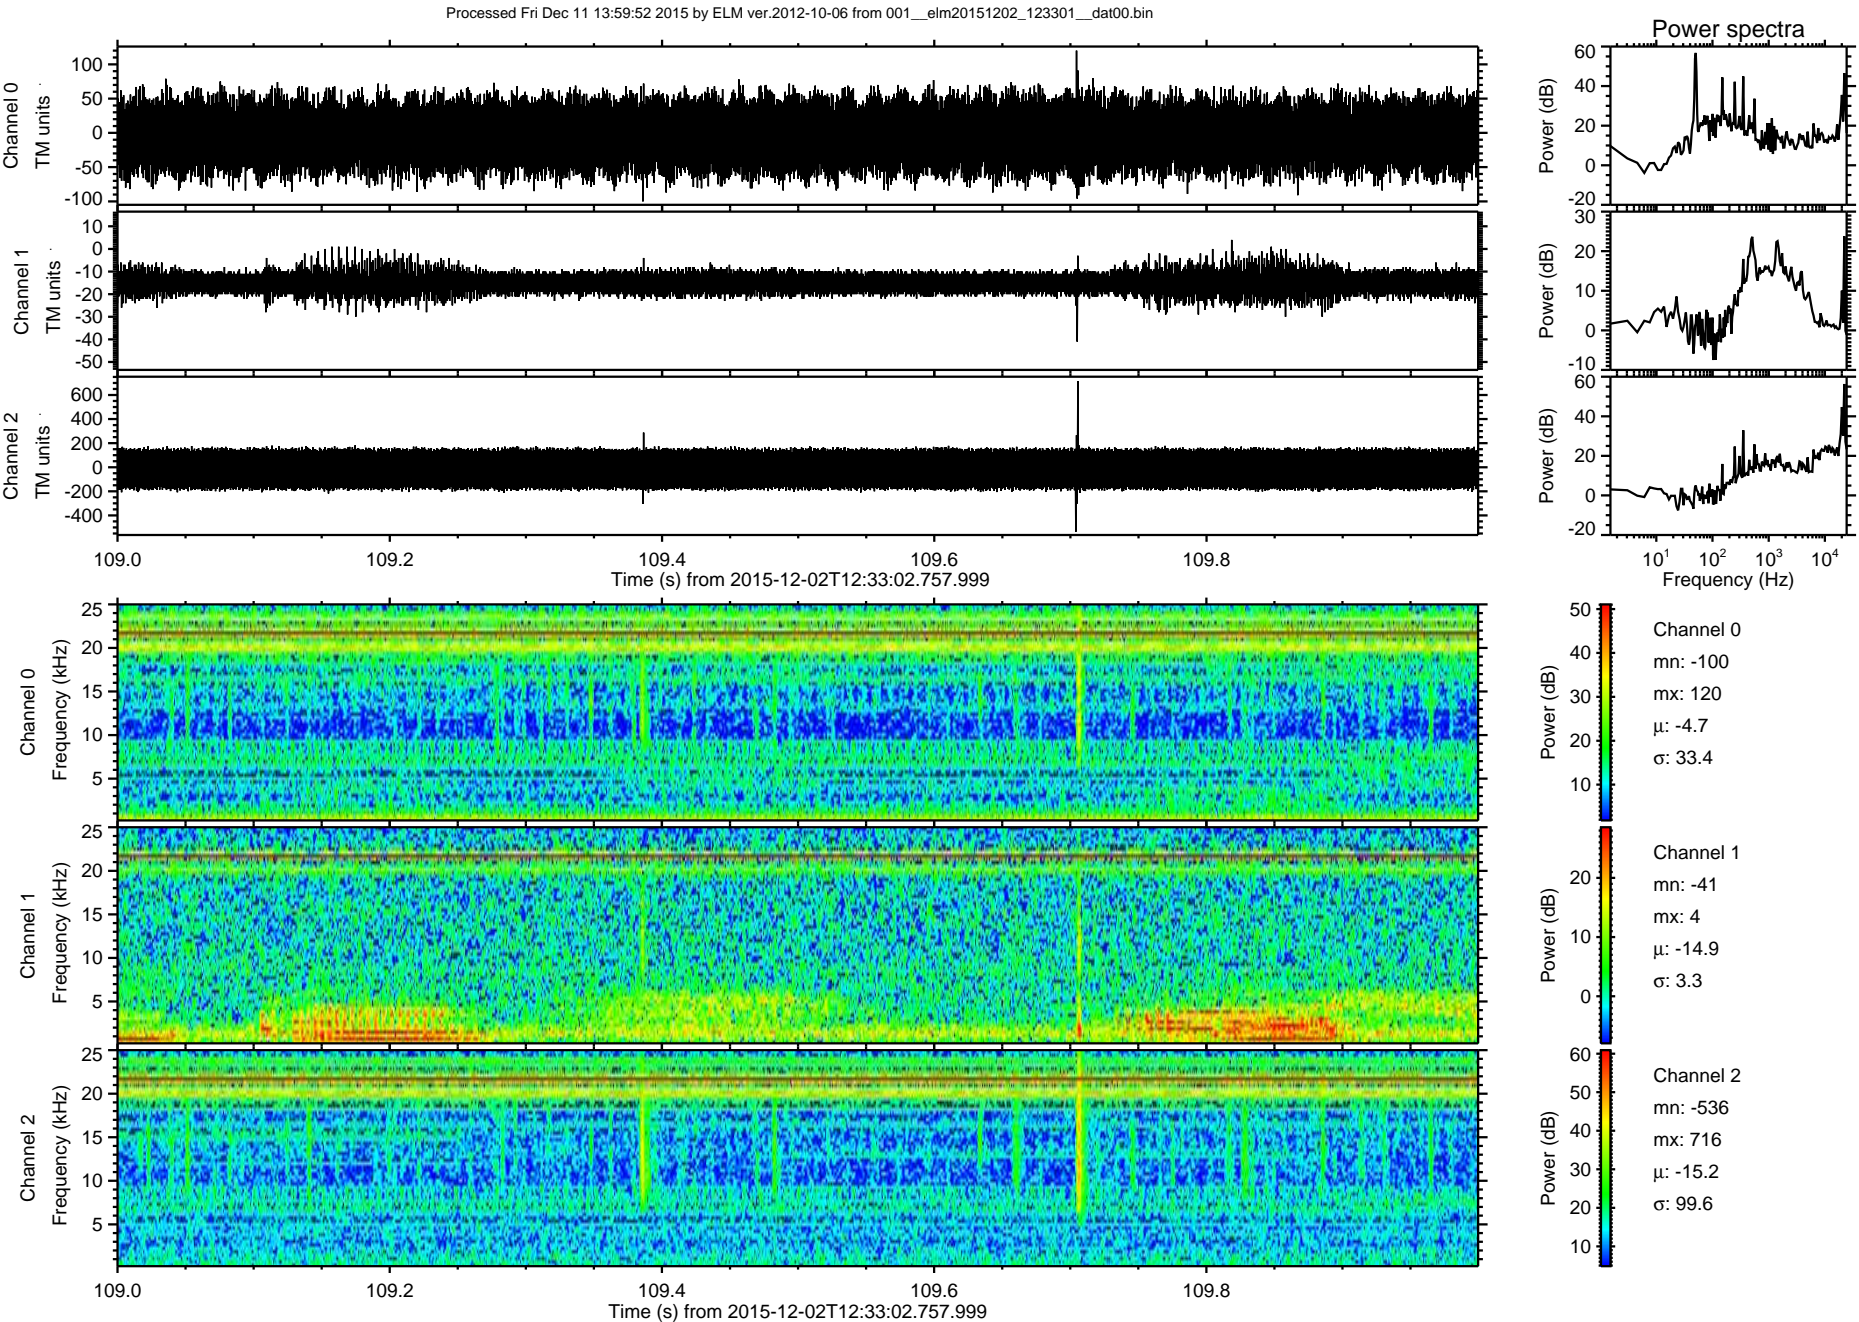 Processed Fri Dec 11 13:59:52 2015 by ELM ver.2012-10-06 from 001__elm20151202_123301__dat00.bin
Power spectra
Channel 0
TM units
100
50
0
-50
-100
Power (dB)
60
40
20
0
-20
Channel 1
TM units
10
0
-10
-20
-30
-40
-50
Power (dB)
30
20
10
0
-10
Channel 2
TM units
600
400
200
0
-200
-400
Power (dB)
60
40
20
0
-20
109.0 109.2 109.4 109.6 109.8
Time (s) from 2015-12-02T12:33:02.757.999
10^1 10^2 10^3 10^4
Frequency (Hz)
Channel 0
Frequency (kHz)
25
20
15
10
5
Power (dB)
50
40
30
20
10
Channel 0
mn: -100
mx: 120
μ: -4.7
σ: 33.4
Channel 1
Frequency (kHz)
25
20
15
10
5
Power (dB)
20
10
0
Channel 1
mn: -41
mx: 4
μ: -14.9
σ: 3.3
Channel 2
Frequency (kHz)
25
20
15
10
5
Power (dB)
60
50
40
30
20
10
Channel 2
mn: -536
mx: 716
μ: -15.2
σ: 99.6
109.0 109.2 109.4 109.6 109.8
Time (s) from 2015-12-02T12:33:02.757.999